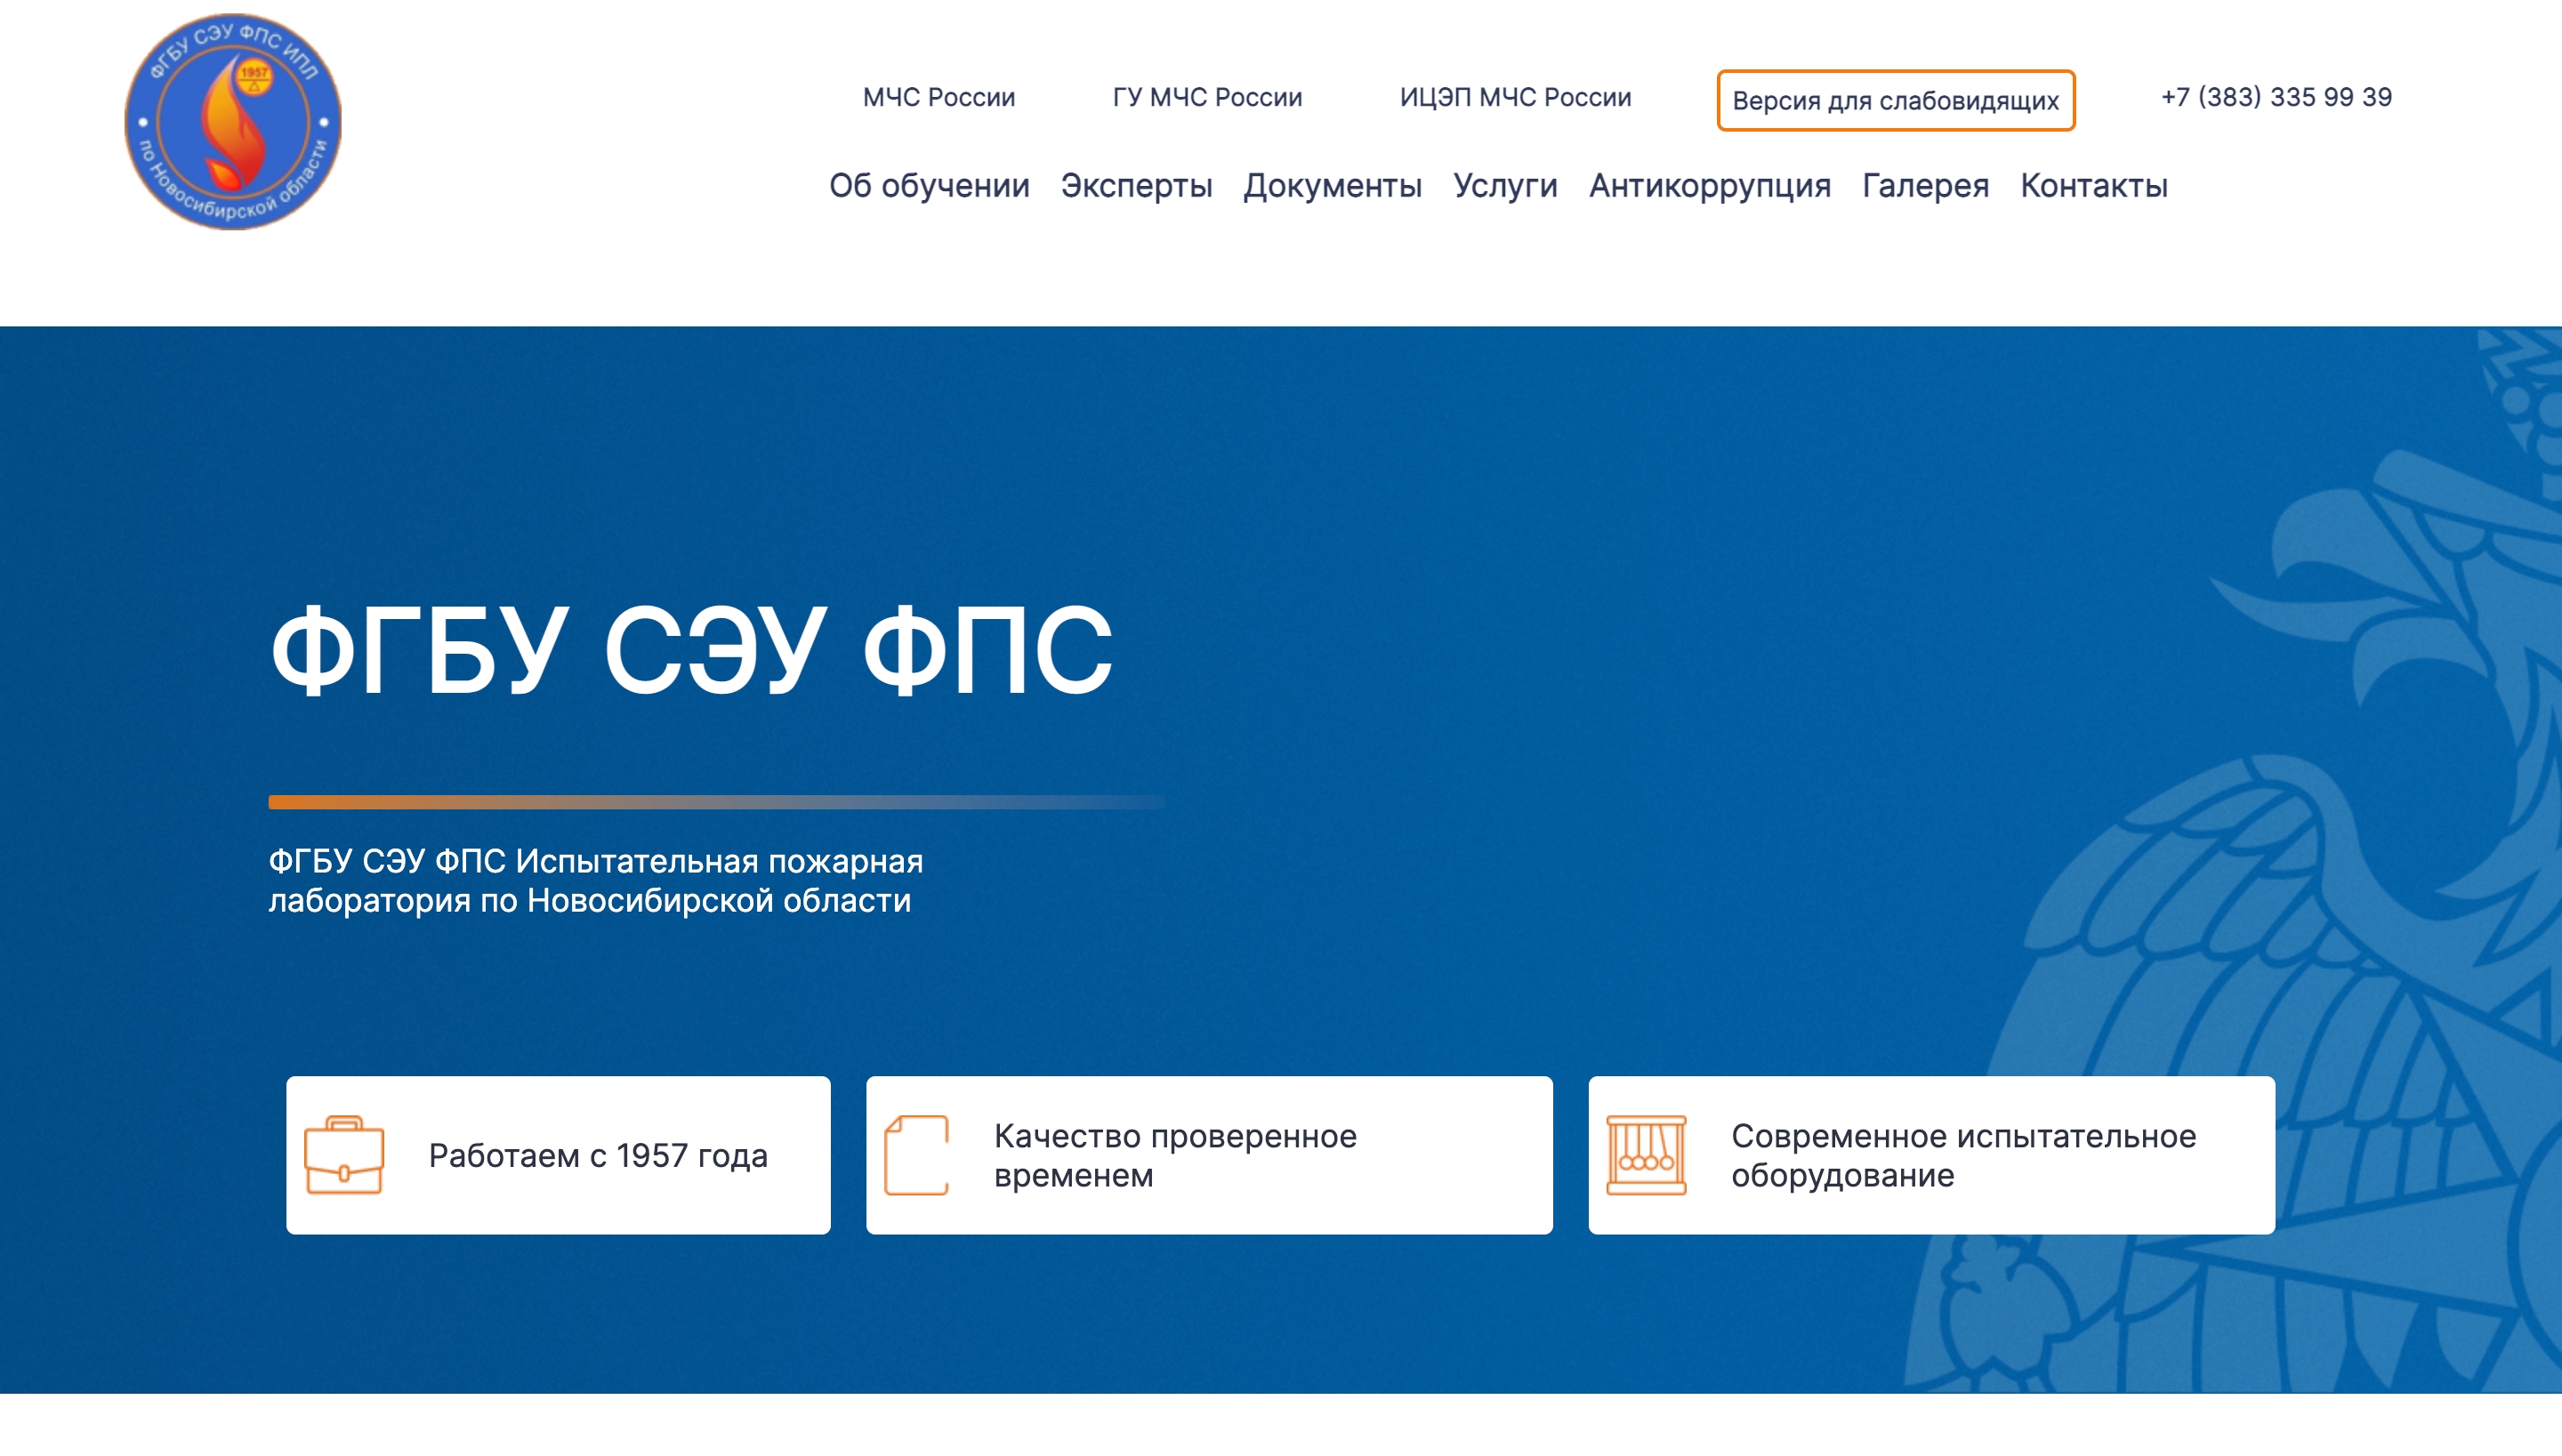 ФГБУ СЭУ ФПС ИПЛ
1957
по Новосибирской области
МЧС России
ГУ МЧС России
ИЦЭП МЧС России
Версия для слабовидящих
+7 (383) 335 99 39
Об обучении
Эксперты
Документы
Услуги
Антикоррупция
Галерея
Контакты
ФГБУ СЭУ ФПС
ФГБУ СЭУ ФПС Испытательная пожарная
лаборатория по Новосибирской области
Работаем с 1957 года
Качество проверенное
временем
Современное испытательное
оборудование